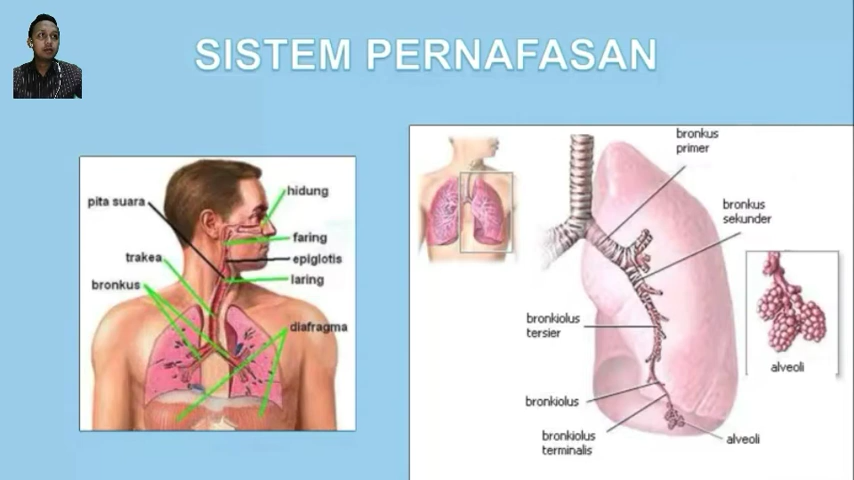 SISTEM PERNAFASAN
pita suara
hidung
faring
trakea
epiglotis
bronkus
laring
diafragma
bronkus
primer
bronkus
sekunder
bronkiolus
tersier
alveoli
bronkiolus
bronkiolus
terminalis
alveoli